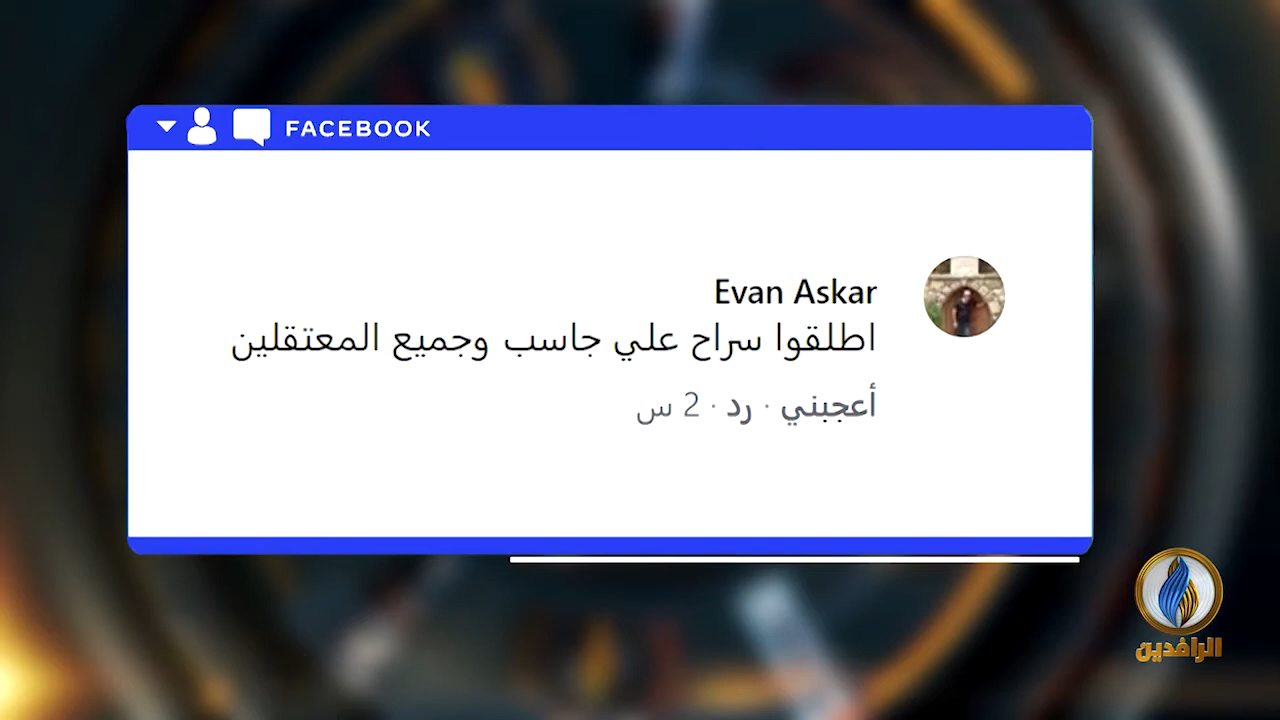 FACEBOOK
Evan Askar
اطلقوا سراح علي جاسب وجميع المعتقلين
أعجبني · رد · 2 س
الرافدين